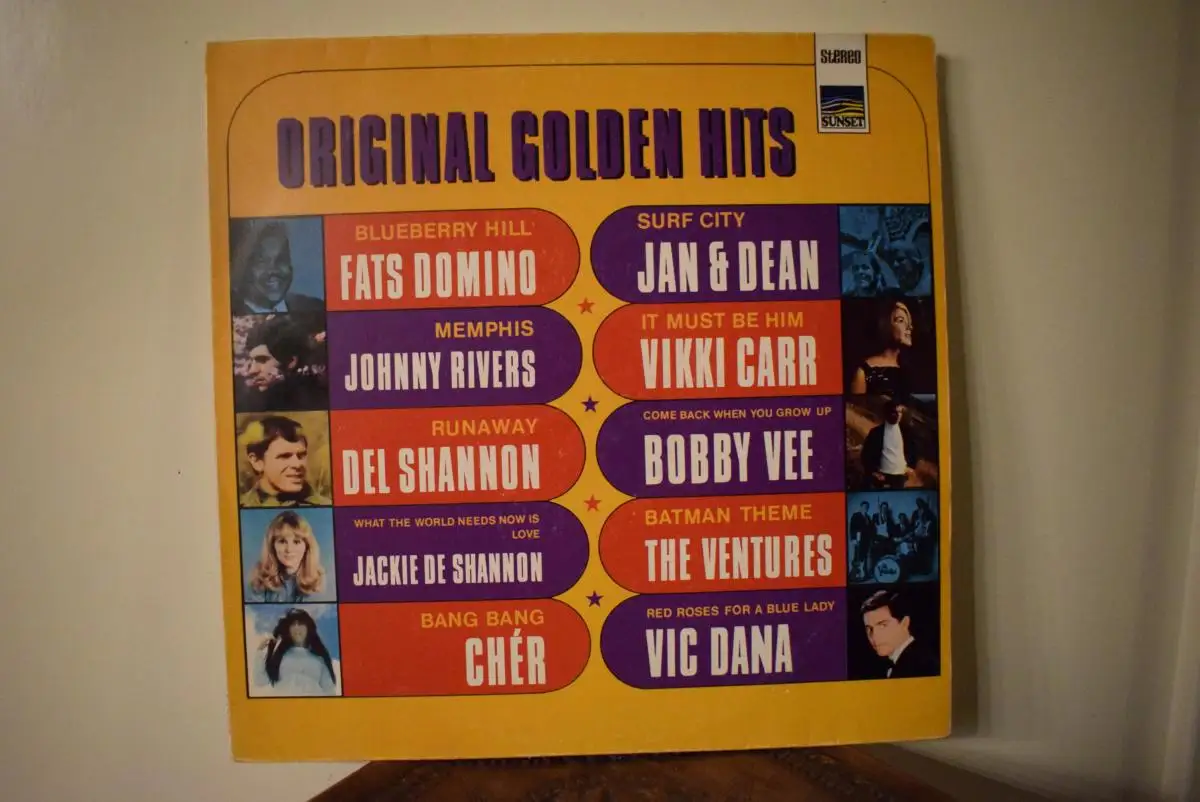 Stereo
SUNSET
ORIGINAL GOLDEN HITS
BLUEBERRY HILL
FATS DOMINO
MEMPHIS
JOHNNY RIVERS
RUNAWAY
DEL SHANNON
WHAT THE WORLD NEEDS NOW IS
LOVE
JACKIE DE SHANNON
BANG BANG
CHÉR
SURF CITY
JAN & DEAN
IT MUST BE HIM
VIKKI CARR
COME BACK WHEN YOU GROW UP
BOBBY VEE
BATMAN THEME
THE VENTURES
RED ROSES FOR A BLUE LADY
VIC DANA